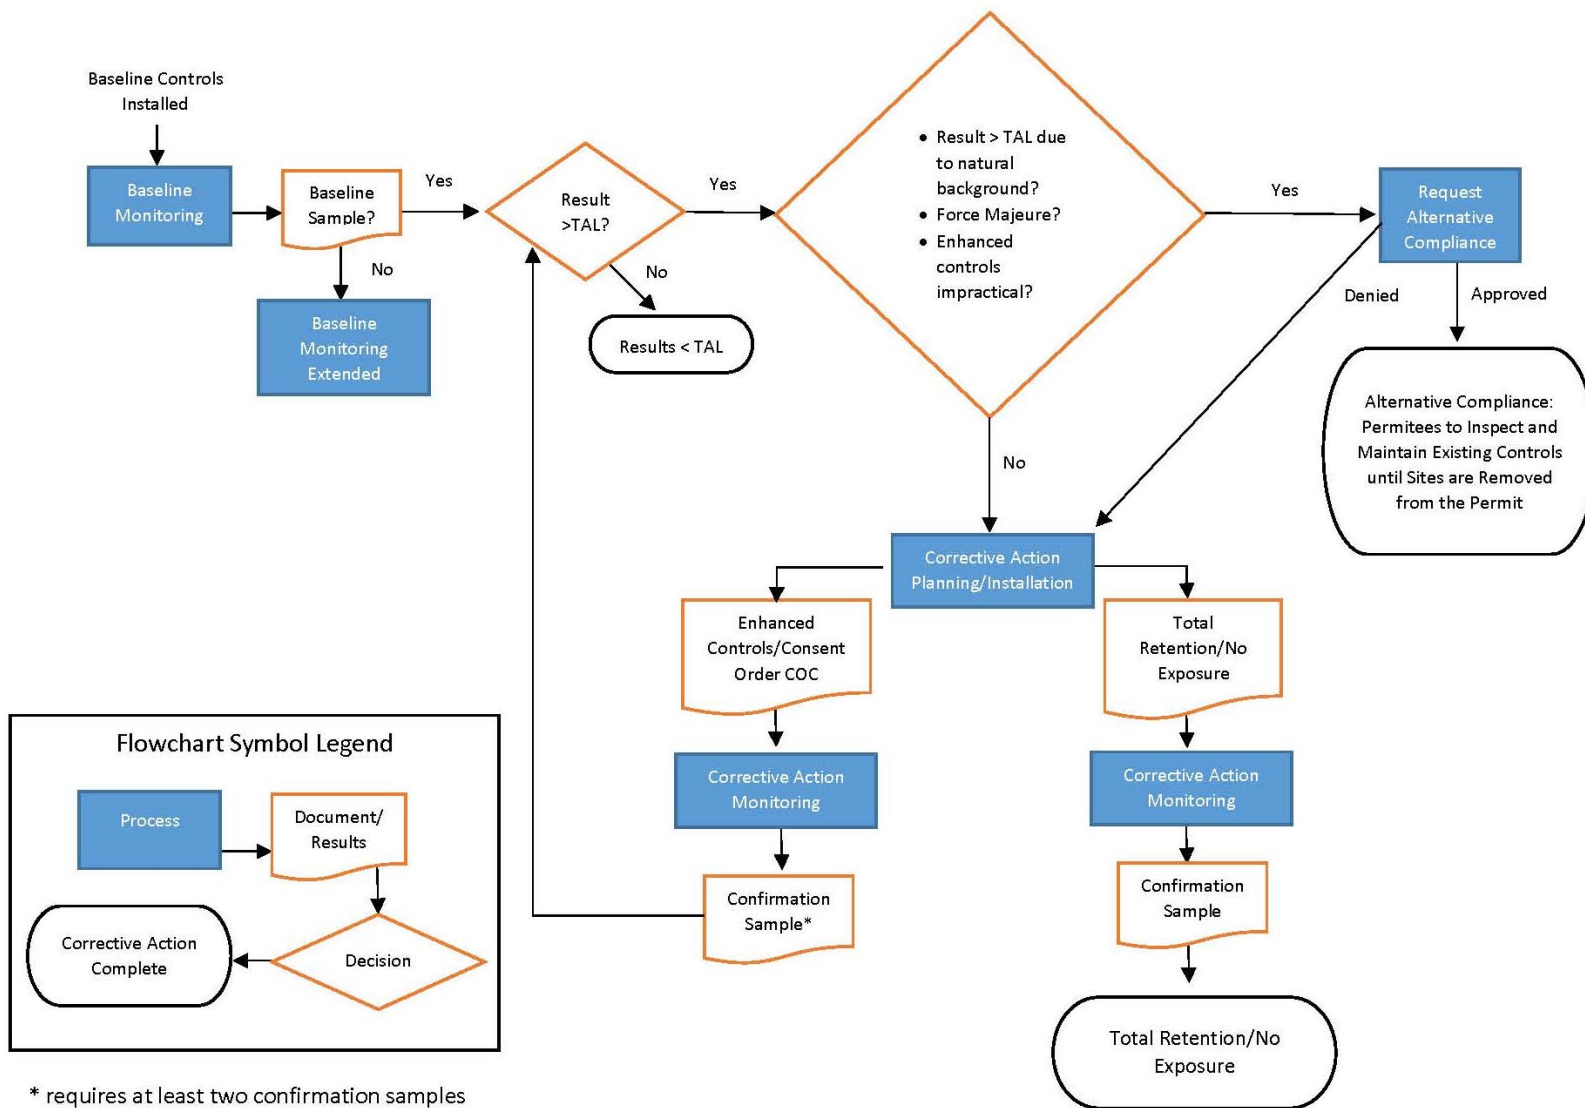 Baseline Controls
Installed
Baseline
Monitoring
Baseline
Sample?
Yes
No
Baseline
Monitoring
Extended
Result
>TAL?
Yes
No
Results < TAL
• Result > TAL due
to natural
background?
• Force Majeure?
• Enhanced
controls
impractical?
Yes
No
Request
Alternative
Compliance
Denied
Approved
Alternative Compliance:
Permitees to Inspect and
Maintain Existing Controls
until Sites are Removed
from the Permit
Corrective Action
Planning/Installation
Enhanced
Controls/Consent
Order COC
Corrective Action
Monitoring
Confirmation
Sample*
Total
Retention/No
Exposure
Corrective Action
Monitoring
Confirmation
Sample
Total Retention/No
Exposure
Flowchart Symbol Legend
Process
Document/
Results
Decision
Corrective Action
Complete
* requires at least two confirmation samples